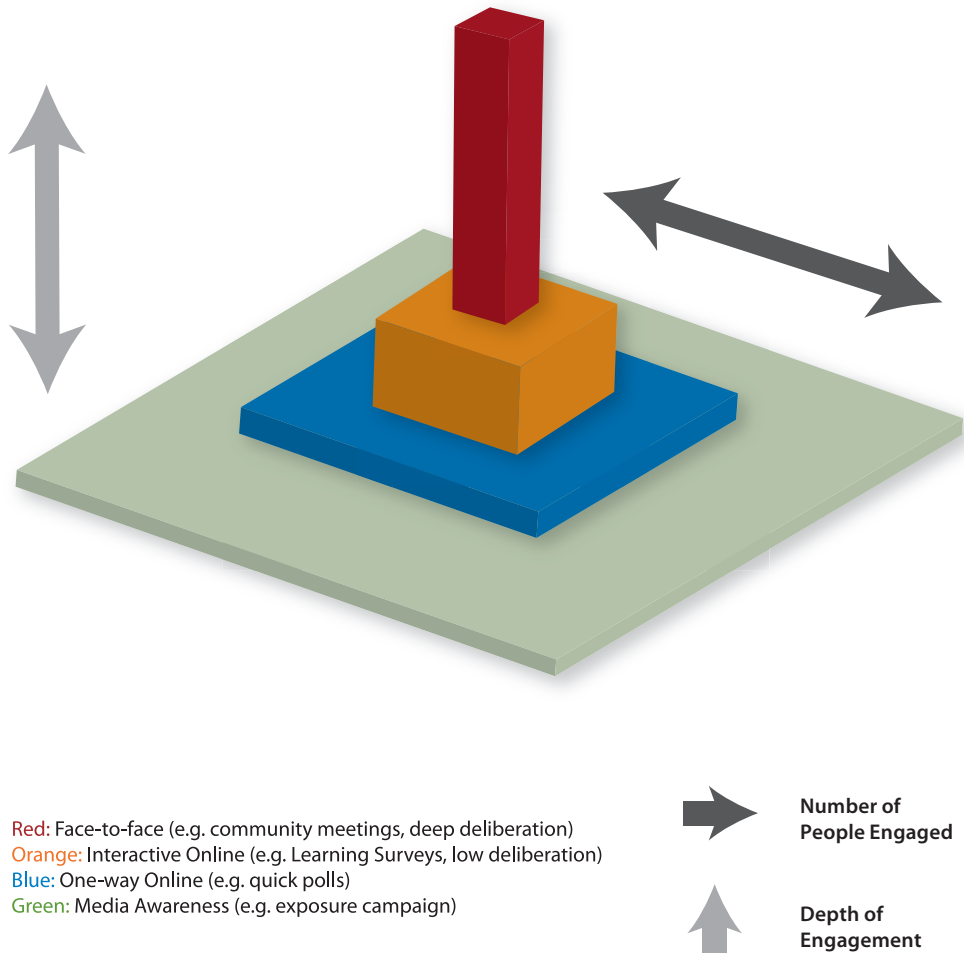 Red: Face-to-face (e.g. community meetings, deep deliberation)
Orange: Interactive Online (e.g. Learning Surveys, low deliberation)
Blue: One-way Online (e.g. quick polls)
Green: Media Awareness (e.g. exposure campaign)
Number of
People Engaged
Depth of
Engagement